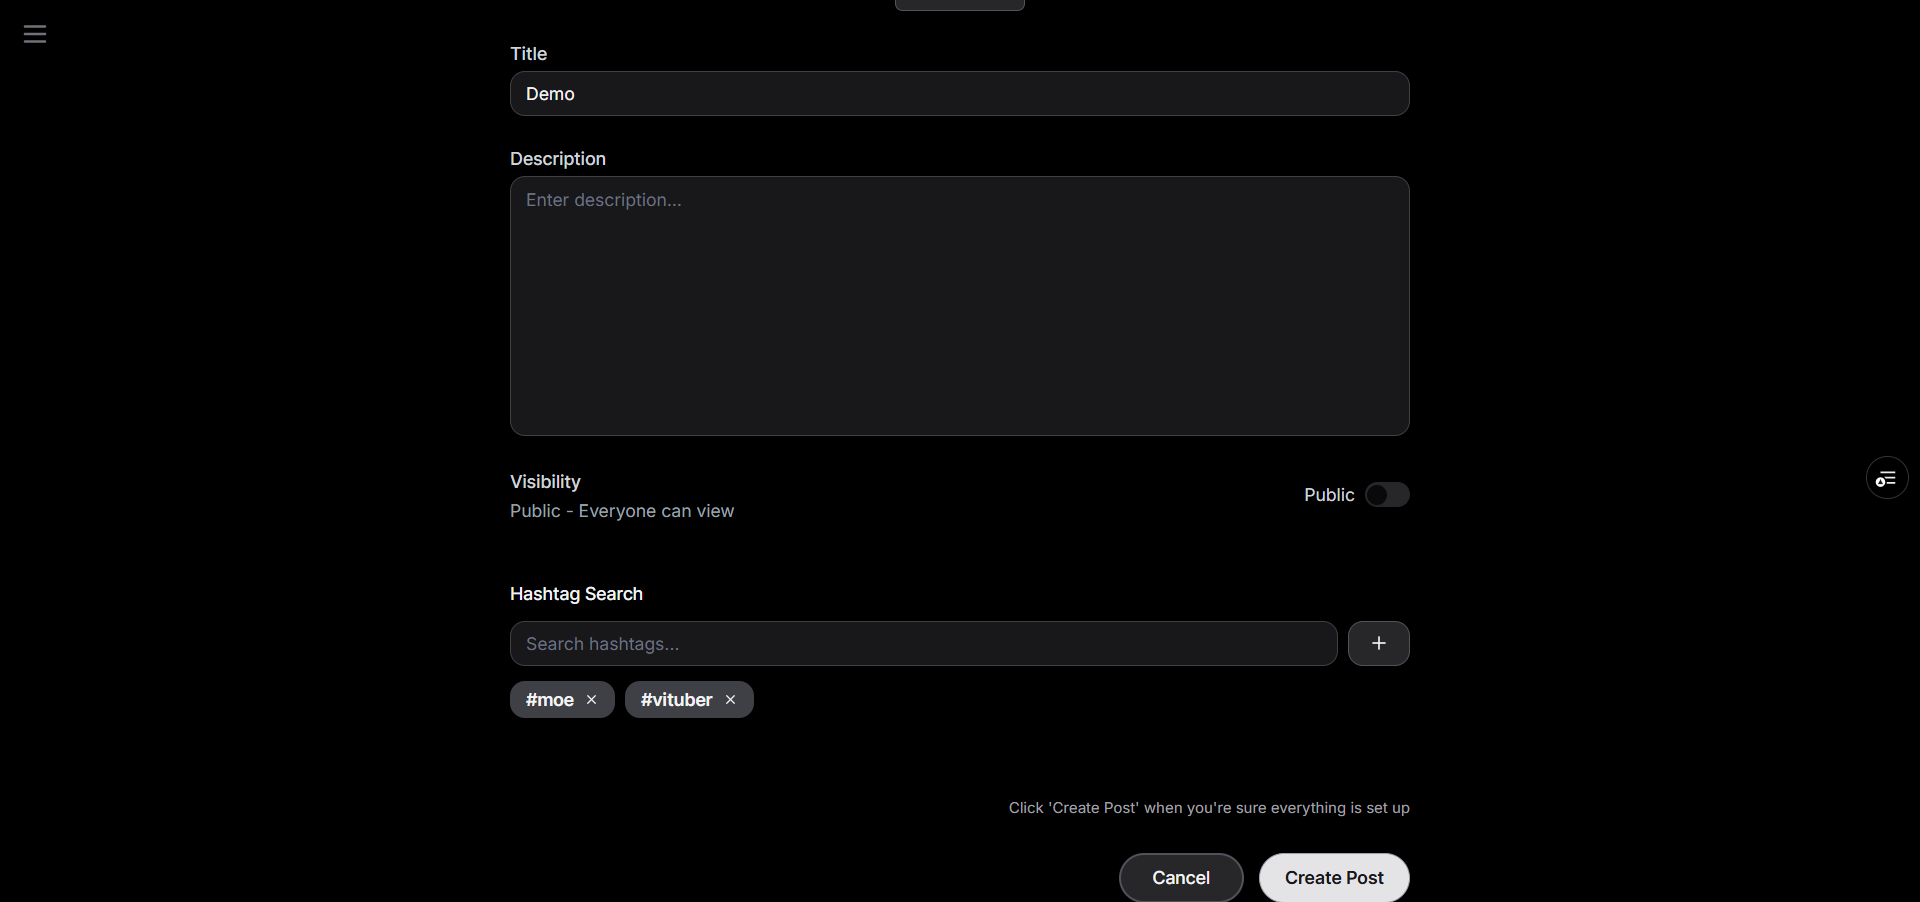 Title
Demo
Description
Enter description...
Visibility
Public - Everyone can view
Public
Hashtag Search
Search hashtags...
+
#moe ×
#vituber ×
Click 'Create Post' when you're sure everything is set up
Cancel
Create Post